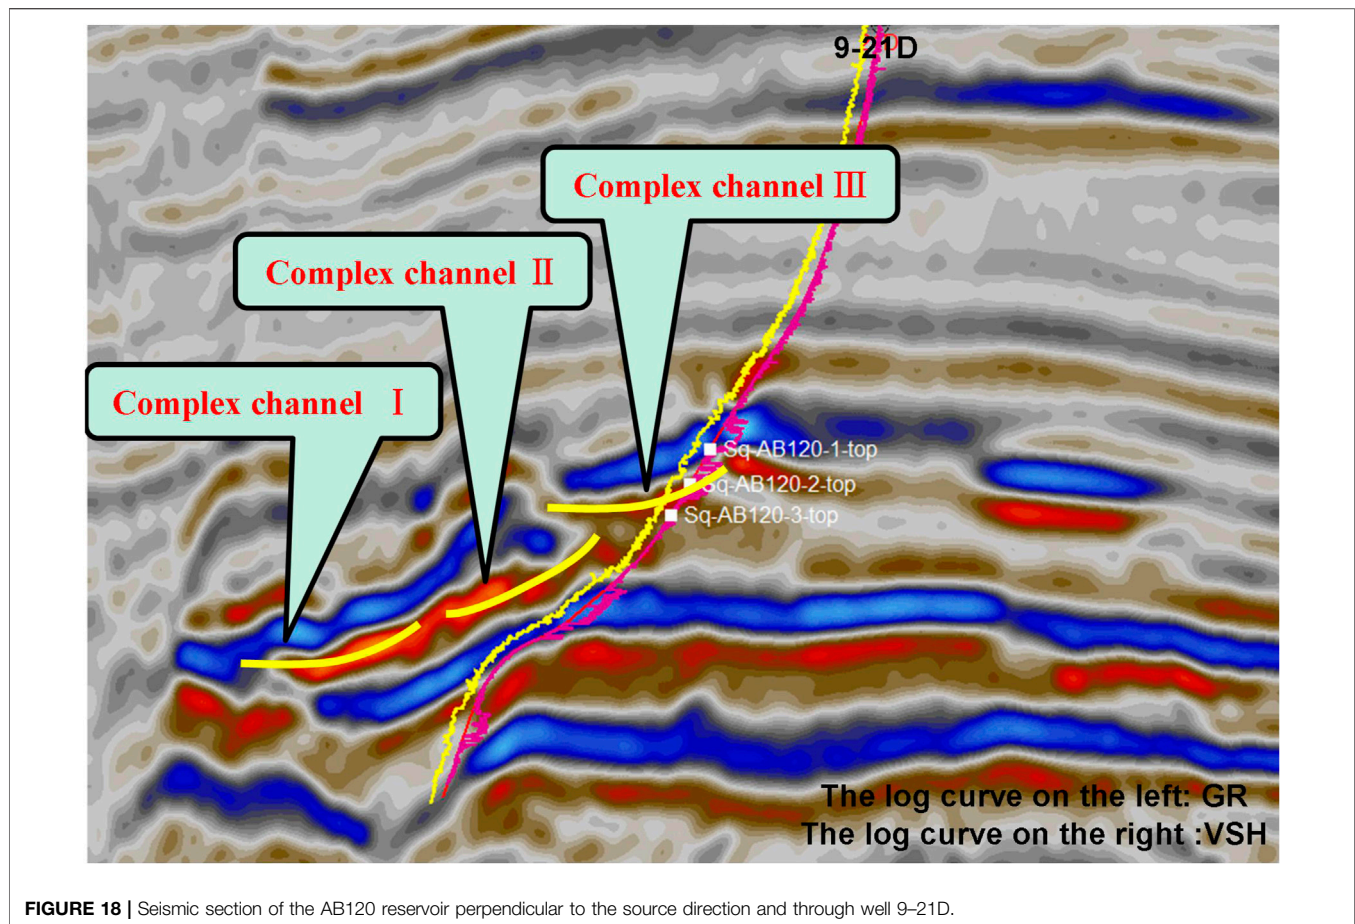 9-21D
Complex channel Ⅲ
Complex channel Ⅱ
Complex channel Ⅰ
Sq-AB120-1-top
Sq-AB120-2-top
Sq-AB120-3-top
The log curve on the left: GR
The log curve on the right :VSH
FIGURE 18 | Seismic section of the AB120 reservoir perpendicular to the source direction and through well 9–21D.